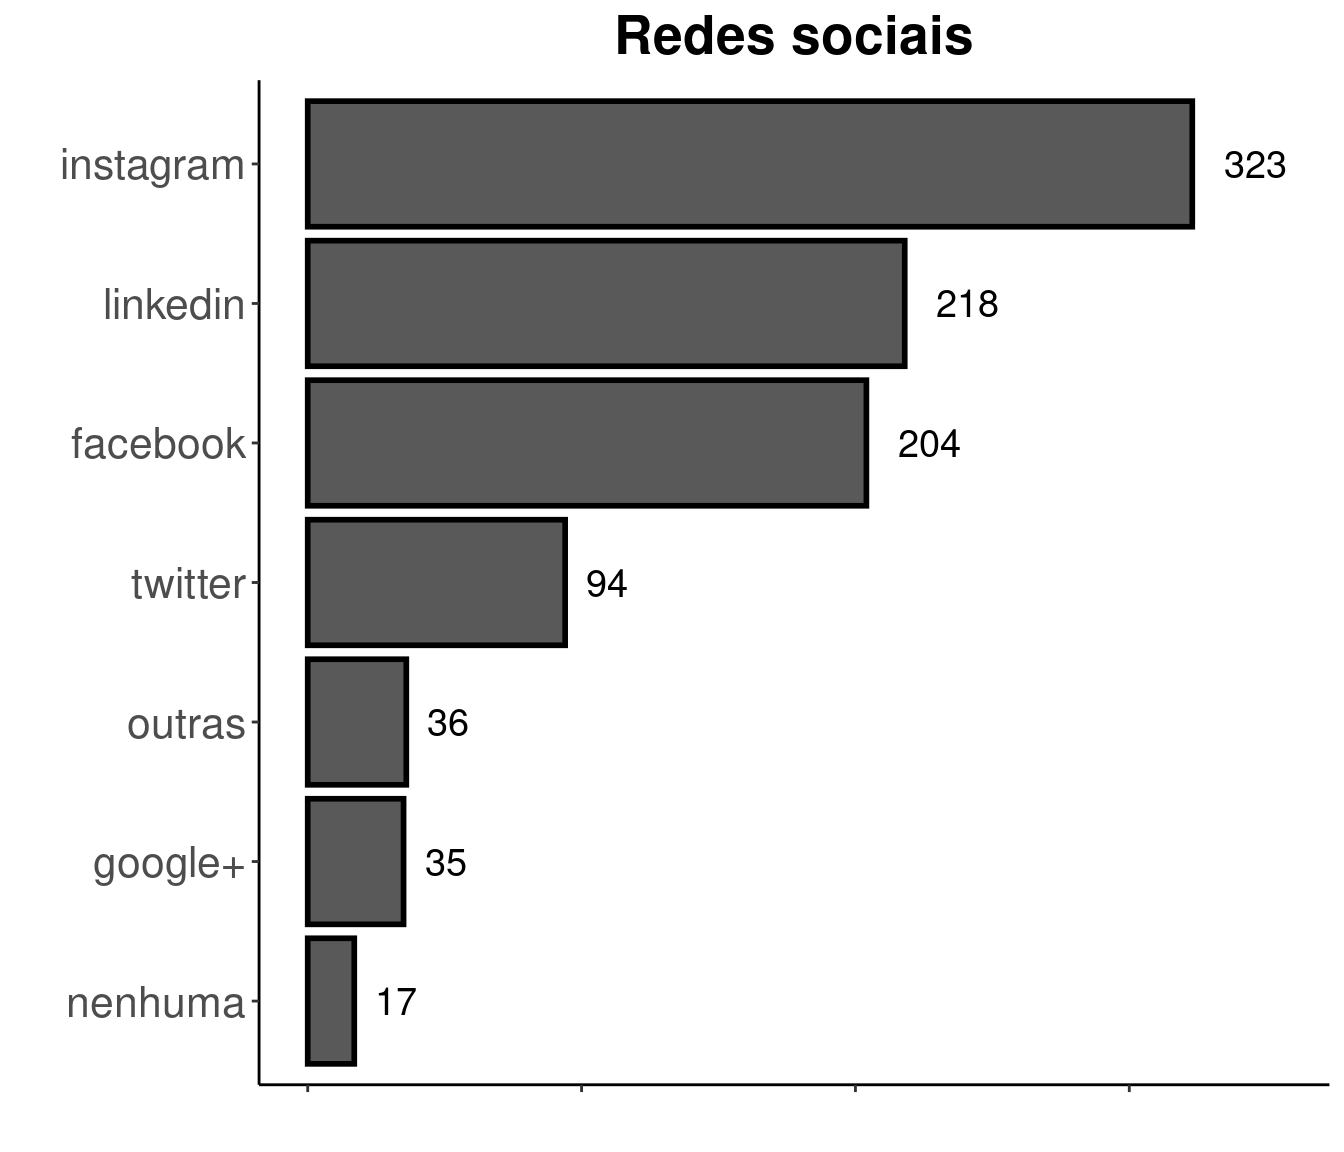 Redes sociais
instagram 323
linkedin 218
facebook 204
twitter 94
outras 36
google+ 35
nenhuma 17